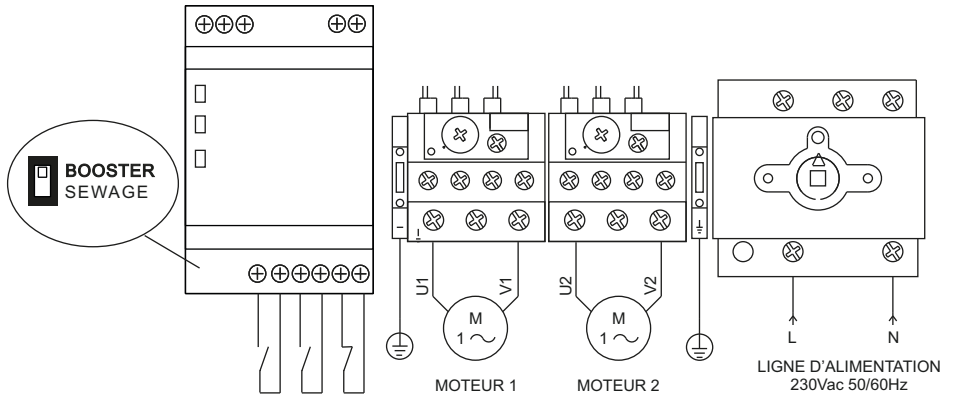 BOOSTER
SEWAGE
U1
V1
U2
V2
M
1 ~
M
1 ~
MOTEUR 1
MOTEUR 2
L
N
LIGNE D'ALIMENTATION
230Vac 50/60Hz